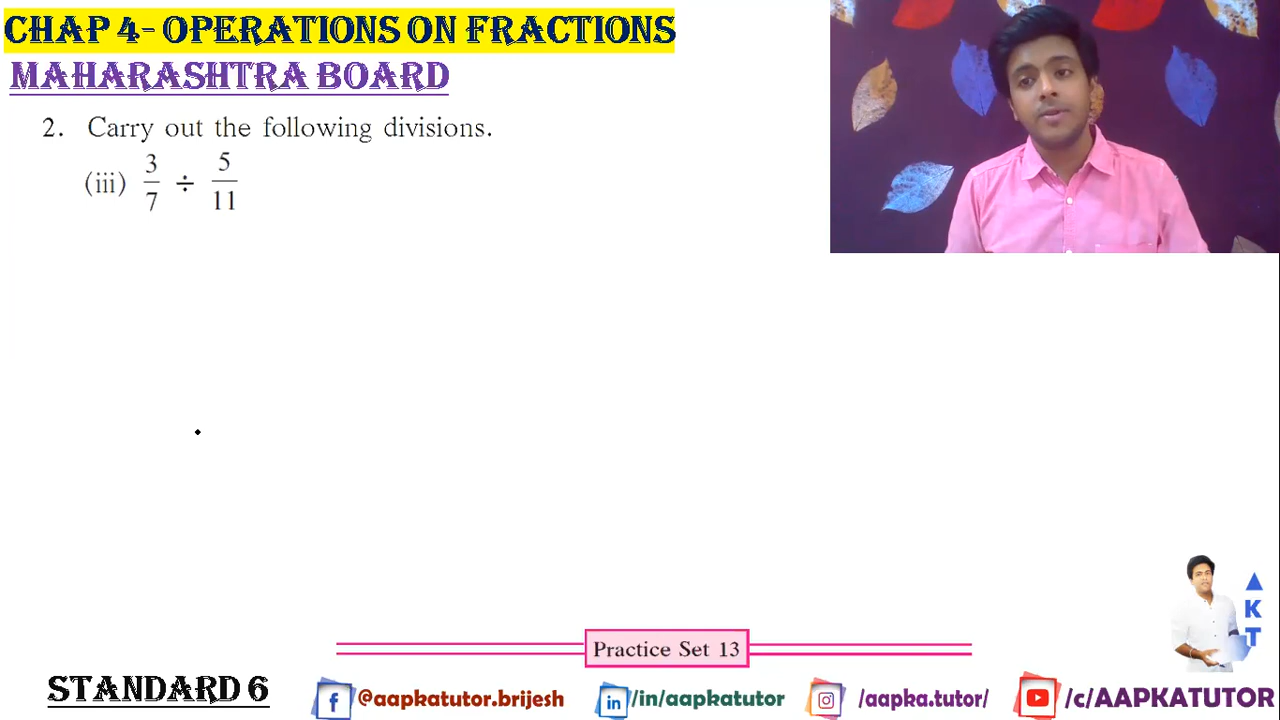 CHAP 4- OPERATIONS ON FRACTIONS
MAHARASHTRA BOARD
2. Carry out the following divisions.
(iii) 3/7 ÷ 5/11
AKT
Practice Set 13
STANDARD 6
@aapkatutor.brijesh
/in/aapkatutor
/aapka.tutor/
/c/AAPKATUTOR